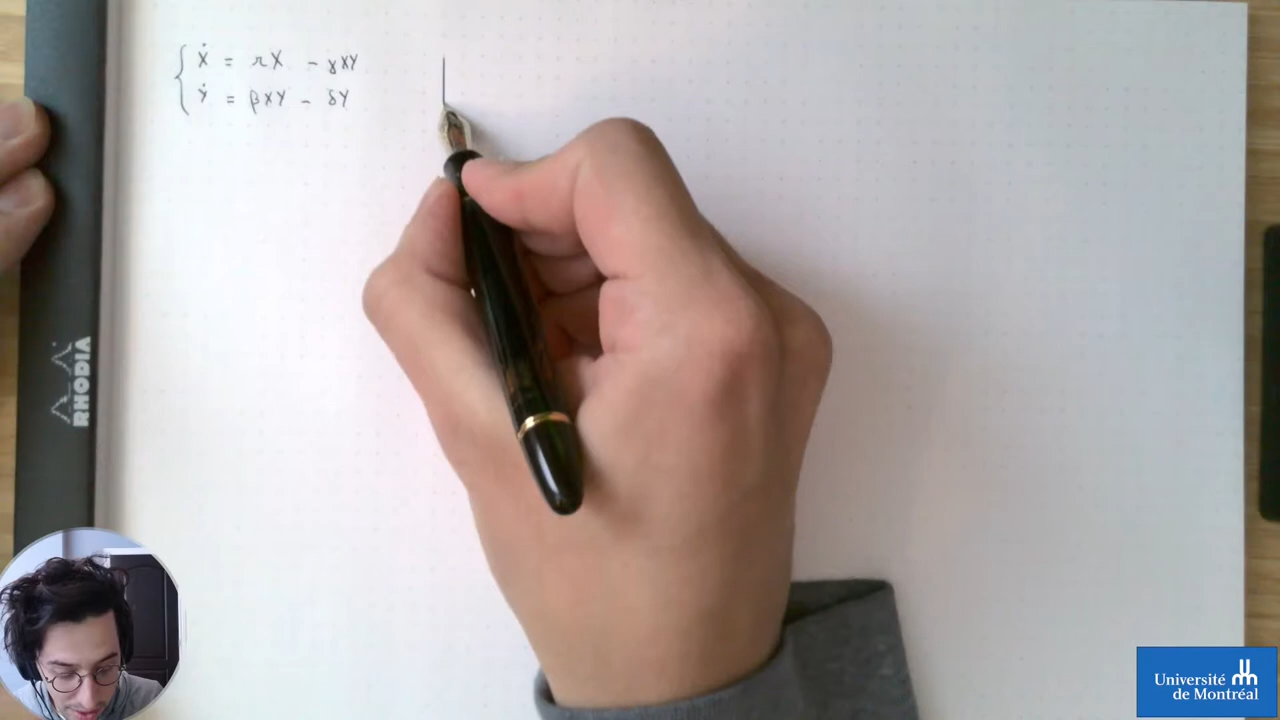 Ẋ = rX - γXY
Ẏ = βXY - δY
RHODIA
Université
de Montréal